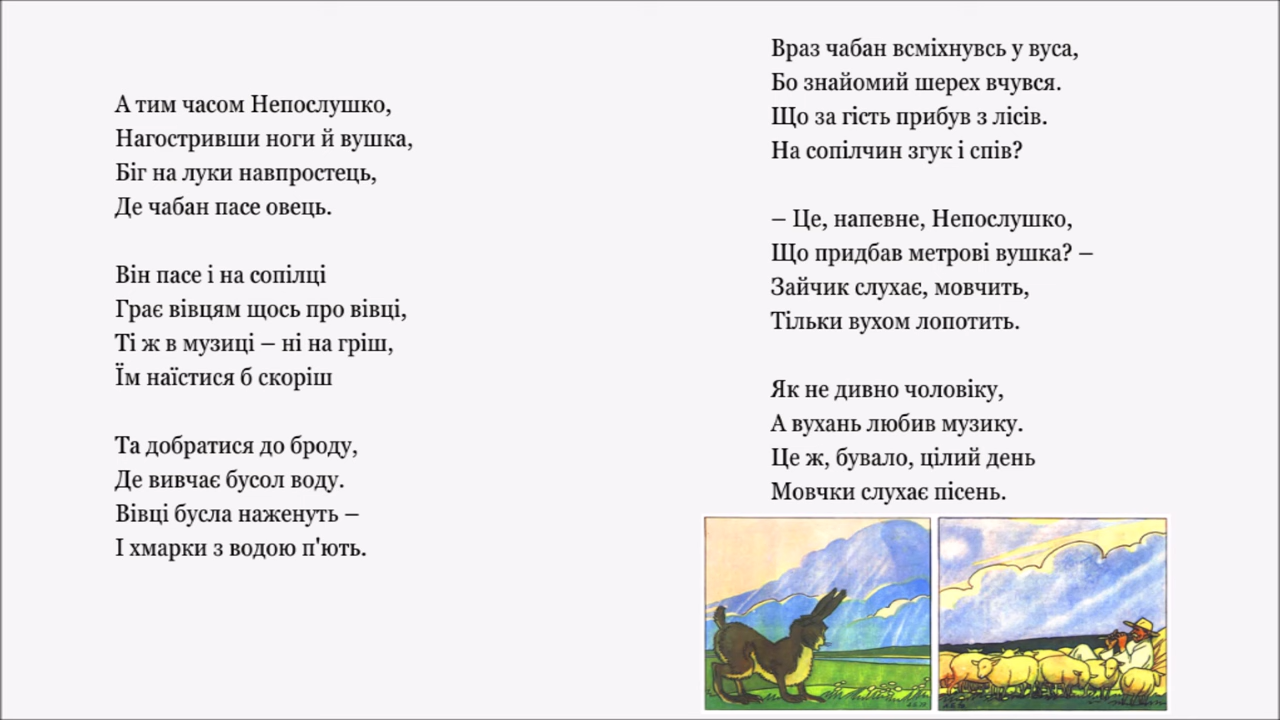 А тим часом Непослушко,
Нагостривши ноги й вушка,
Біг на луки навпростець,
Де чабан пасе овець.
Він пасе і на сопілці
Грає вівцям щось про вівці,
Ті ж в музиці – ні на гріш,
Їм наїстися б скоріш
Та добратися до броду,
Де вивчає бусол воду.
Вівці бусла наженуть –
І хмарки з водою п'ють.
Враз чабан всміхнувсь у вуса,
Бо знайомий шерех вчувся.
Що за гість прибув з лісів.
На сопілчин згук і спів?
– Це, напевне, Непослушко,
Що придбав метрові вушка? –
Зайчик слухає, мовчить,
Тільки вухом лопотить.
Як не дивно чоловіку,
А вухань любив музику.
Це ж, бувало, цілий день
Мовчки слухає пісень.